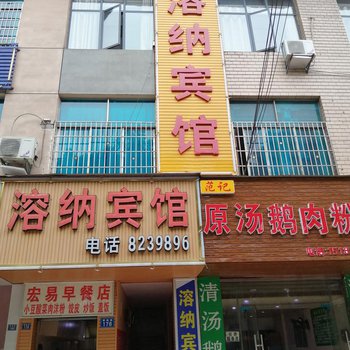 溶纳宾馆
范记
溶纳宾馆
电话 8239896
原汤鹅肉粉
宏易早餐店
溶纳宾
清汤鹅